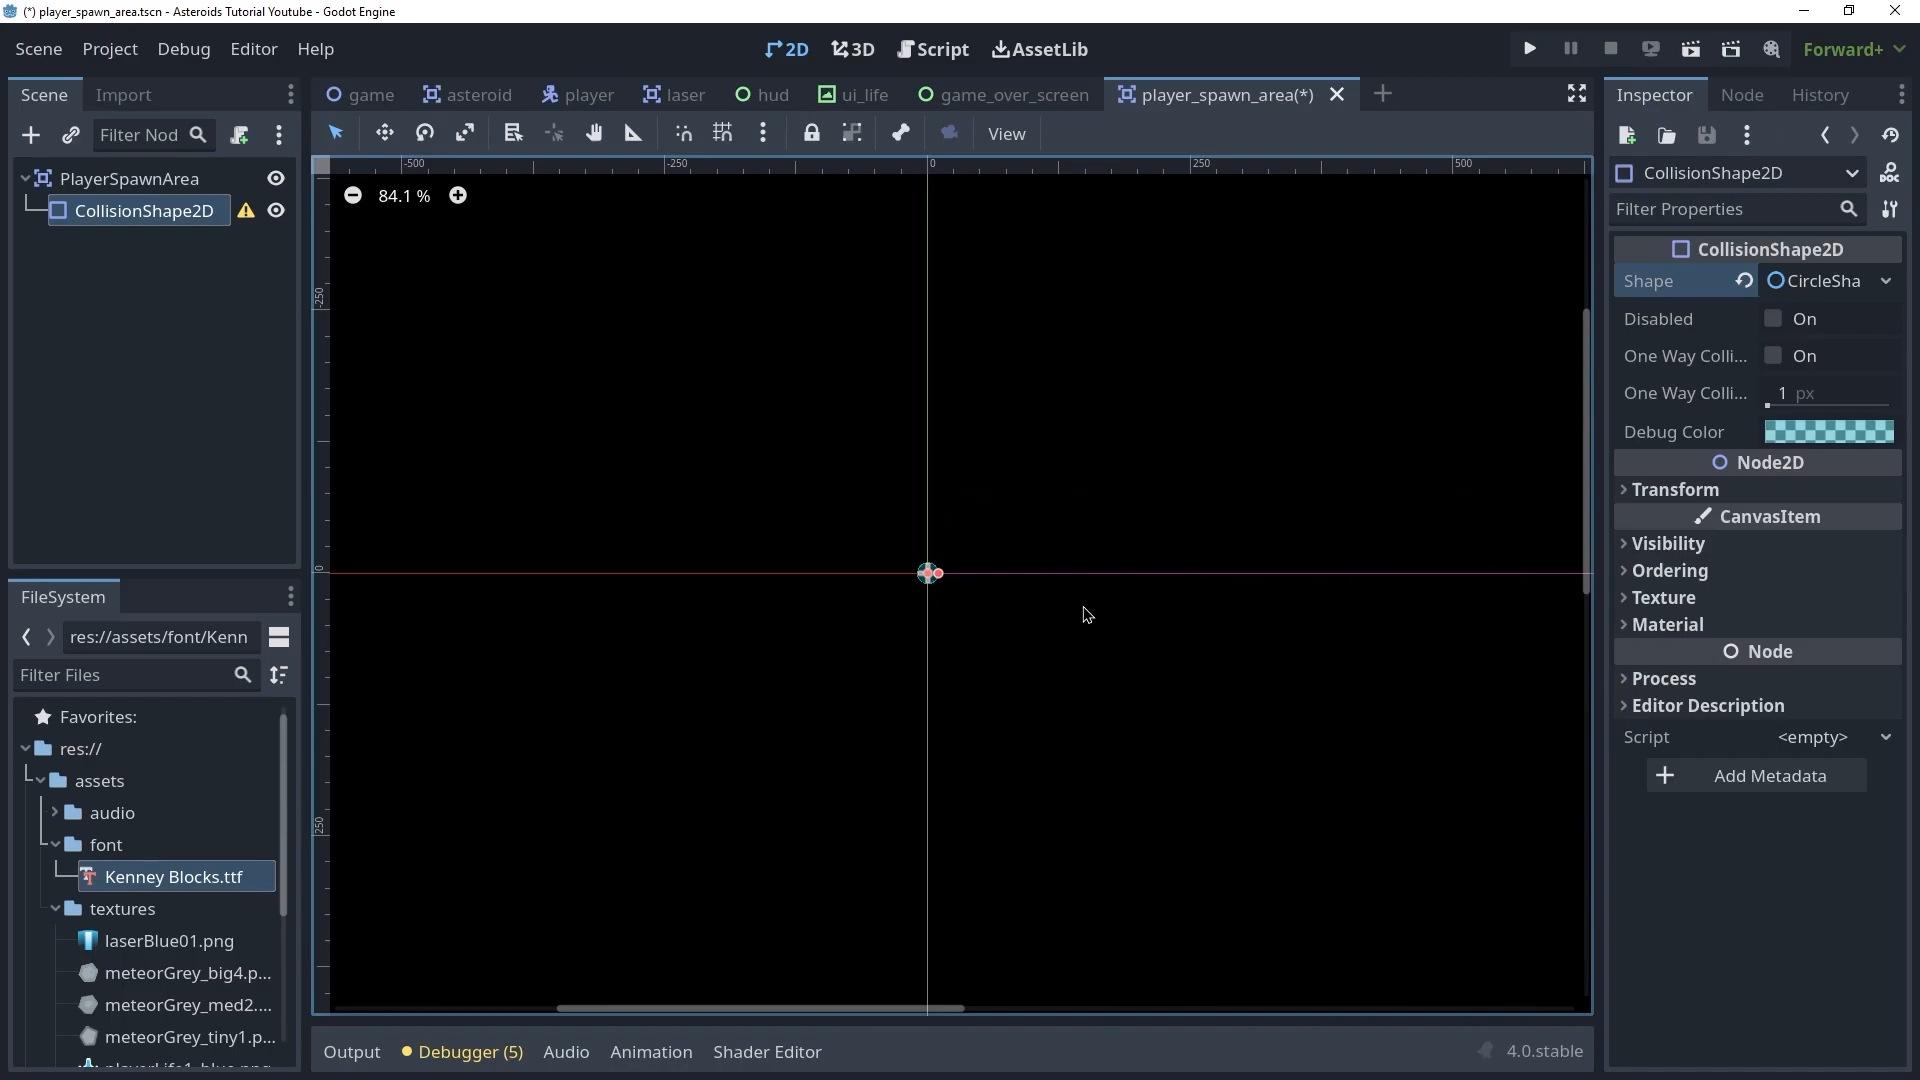 (*) player_spawn_area.tscn - Asteroids Tutorial Youtube - Godot Engine
Scene Project Debug Editor Help
2D 3D Script AssetLib
Forward+
Scene Import
game asteroid player laser hud ui_life game_over_screen player_spawn_area(*)
Inspector Node History
Filter Nod
View
PlayerSpawnArea
CollisionShape2D
-500 -250 0 250 500
-250
0
250
84.1 %
CollisionShape2D
Filter Properties
CollisionShape2D
Shape CircleSha
Disabled On
One Way Colli... On
One Way Colli... 1 px
Debug Color
Node2D
Transform
CanvasItem
Visibility
Ordering
Texture
Material
Node
Process
Editor Description
Script <empty>
Add Metadata
FileSystem
res://assets/font/Kenn
Filter Files
Favorites:
res://
assets
audio
font
Kenney Blocks.ttf
textures
laserBlue01.png
meteorGrey_big4.p...
meteorGrey_med2....
meteorGrey_tiny1.p...
Output Debugger (5) Audio Animation Shader Editor
4.0.stable